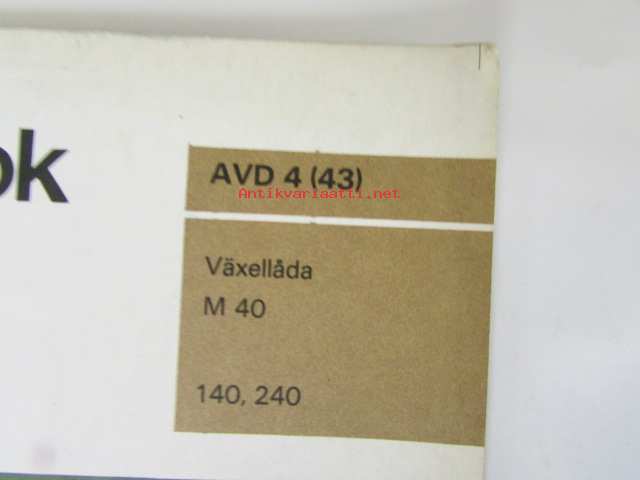 ok
AVD 4 (43)
Antikvariaatti.net
Växellåda
M 40
140, 240